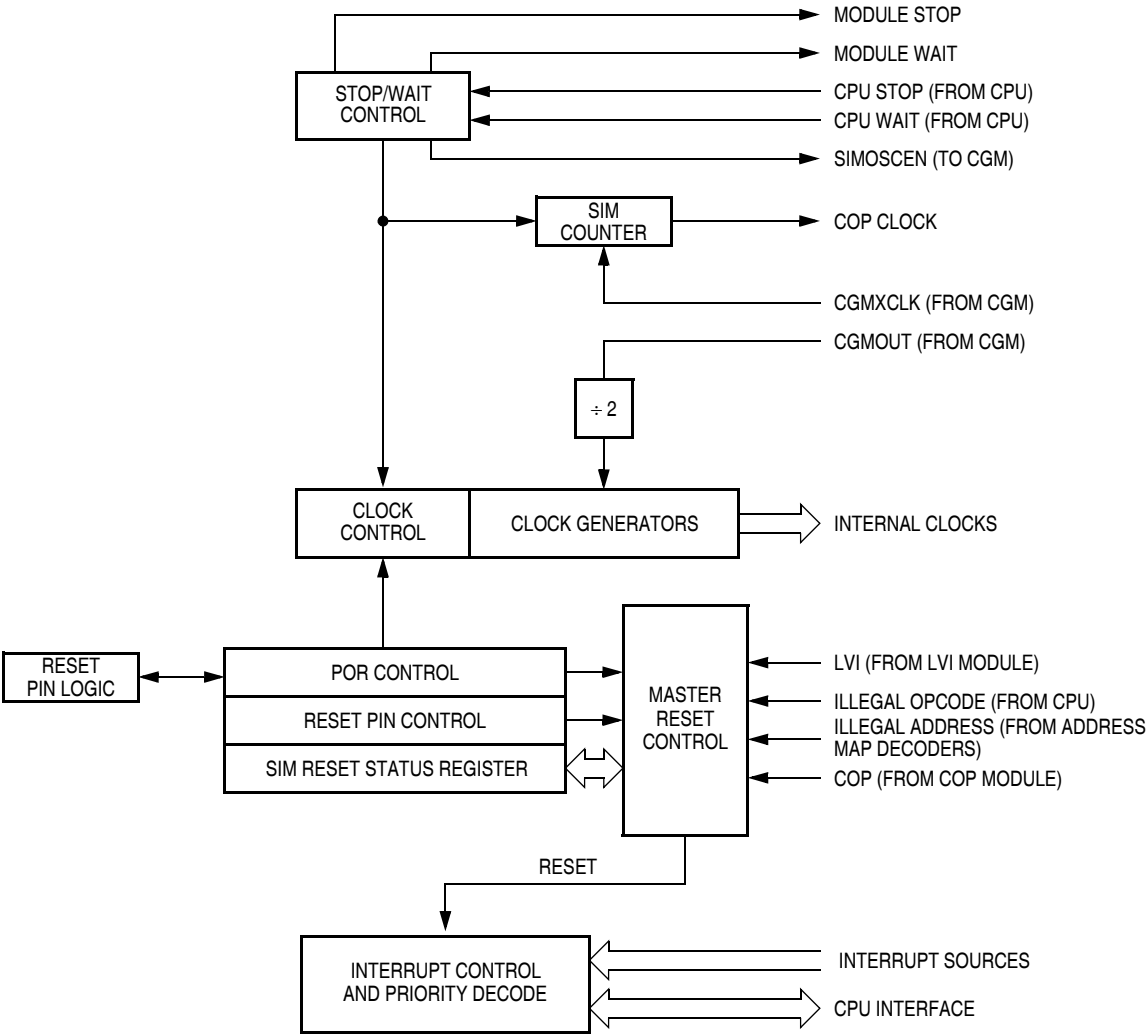 MODULE STOP
MODULE WAIT
STOP/WAIT
CONTROL
CPU STOP (FROM CPU)
CPU WAIT (FROM CPU)
SIMOSCEN (TO CGM)
SIM
COUNTER
COP CLOCK
CGMXCLK (FROM CGM)
CGMOUT (FROM CGM)
÷ 2
CLOCK
CONTROL
CLOCK GENERATORS
INTERNAL CLOCKS
RESET
PIN LOGIC
POR CONTROL
RESET PIN CONTROL
SIM RESET STATUS REGISTER
MASTER
RESET
CONTROL
LVI (FROM LVI MODULE)
ILLEGAL OPCODE (FROM CPU)
ILLEGAL ADDRESS (FROM ADDRESS
MAP DECODERS)
COP (FROM COP MODULE)
RESET
INTERRUPT CONTROL
AND PRIORITY DECODE
INTERRUPT SOURCES
CPU INTERFACE